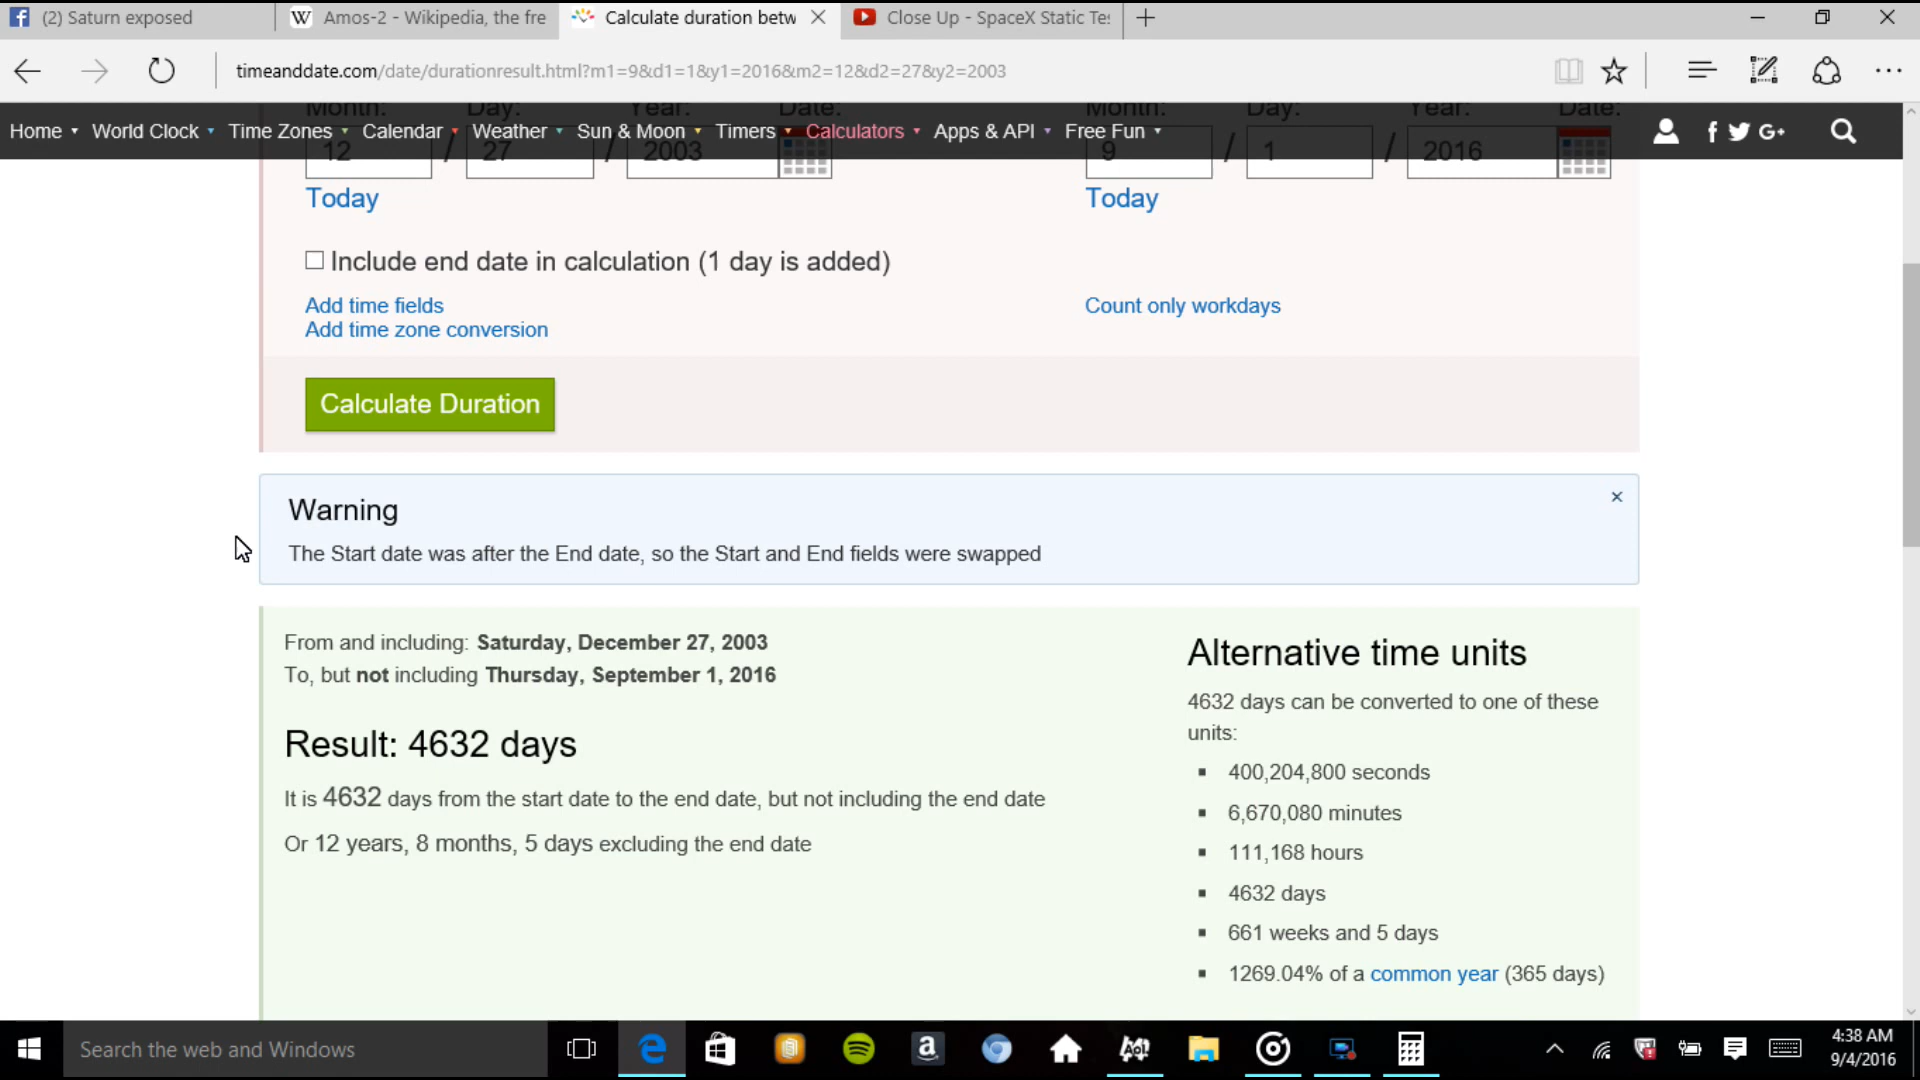 (2) Saturn exposed
W Amos-2 - Wikipedia, the fre
Calculate duration betw
Close Up - SpaceX Static Te
timeanddate.com/date/durationresult.html?m1=9&d1=1&y1=2016&m2=12&d2=27&y2=2003
Month: Day: Year: Date: Month: Day: Year: Date:
Home World Clock Time Zones Calendar Weather Sun & Moon Timers Calculators Apps & API Free Fun f G+
12 / 27 / 2003 9 / 1 / 2016
Today Today
Include end date in calculation (1 day is added)
Add time fields Count only workdays
Add time zone conversion
Calculate Duration
Warning
The Start date was after the End date, so the Start and End fields were swapped
From and including: Saturday, December 27, 2003
To, but not including Thursday, September 1, 2016
Result: 4632 days
It is 4632 days from the start date to the end date, but not including the end date
Or 12 years, 8 months, 5 days excluding the end date
Alternative time units
4632 days can be converted to one of these
units:
400,204,800 seconds
6,670,080 minutes
111,168 hours
4632 days
661 weeks and 5 days
1269.04% of a common year (365 days)
Search the web and Windows
4:38 AM
9/4/2016